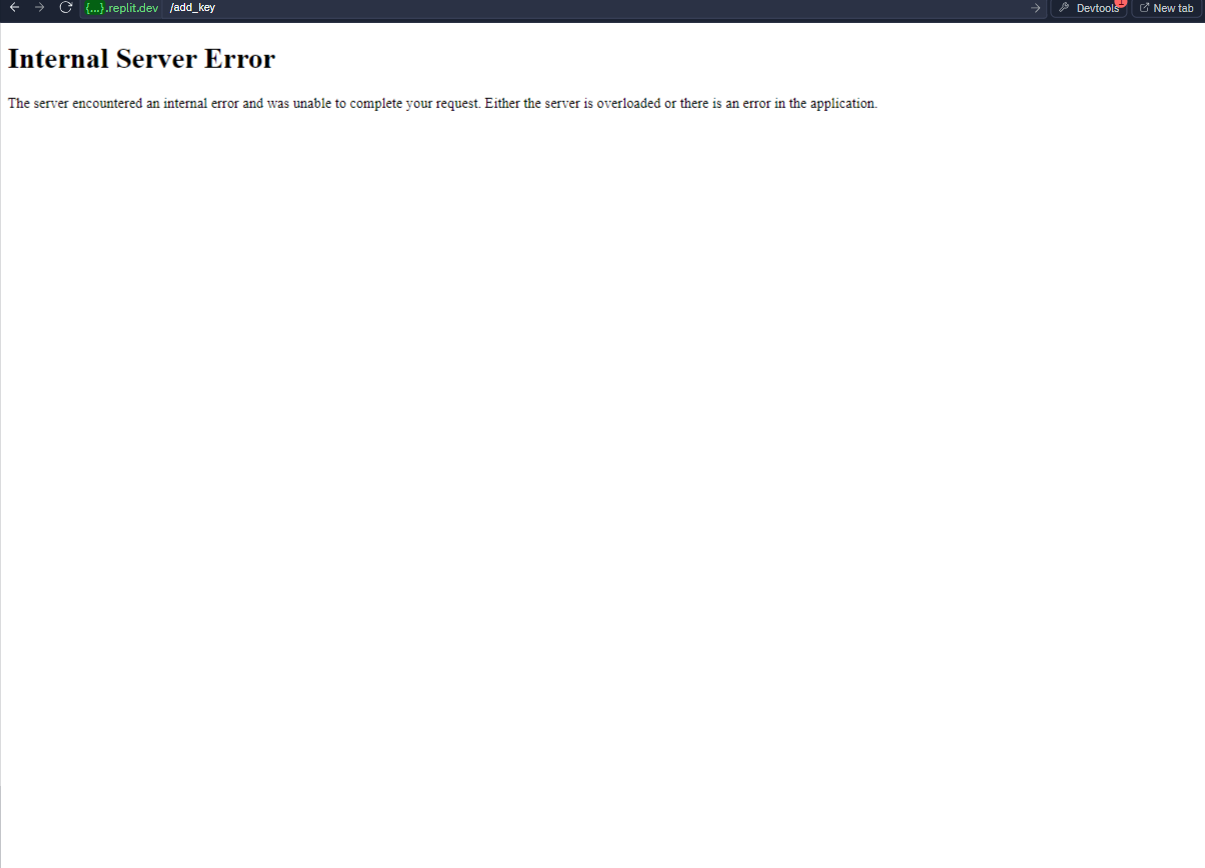 {...}.replit.dev /add_key Devtools 1 New tab
Internal Server Error
The server encountered an internal error and was unable to complete your request. Either the server is overloaded or there is an error in the application.